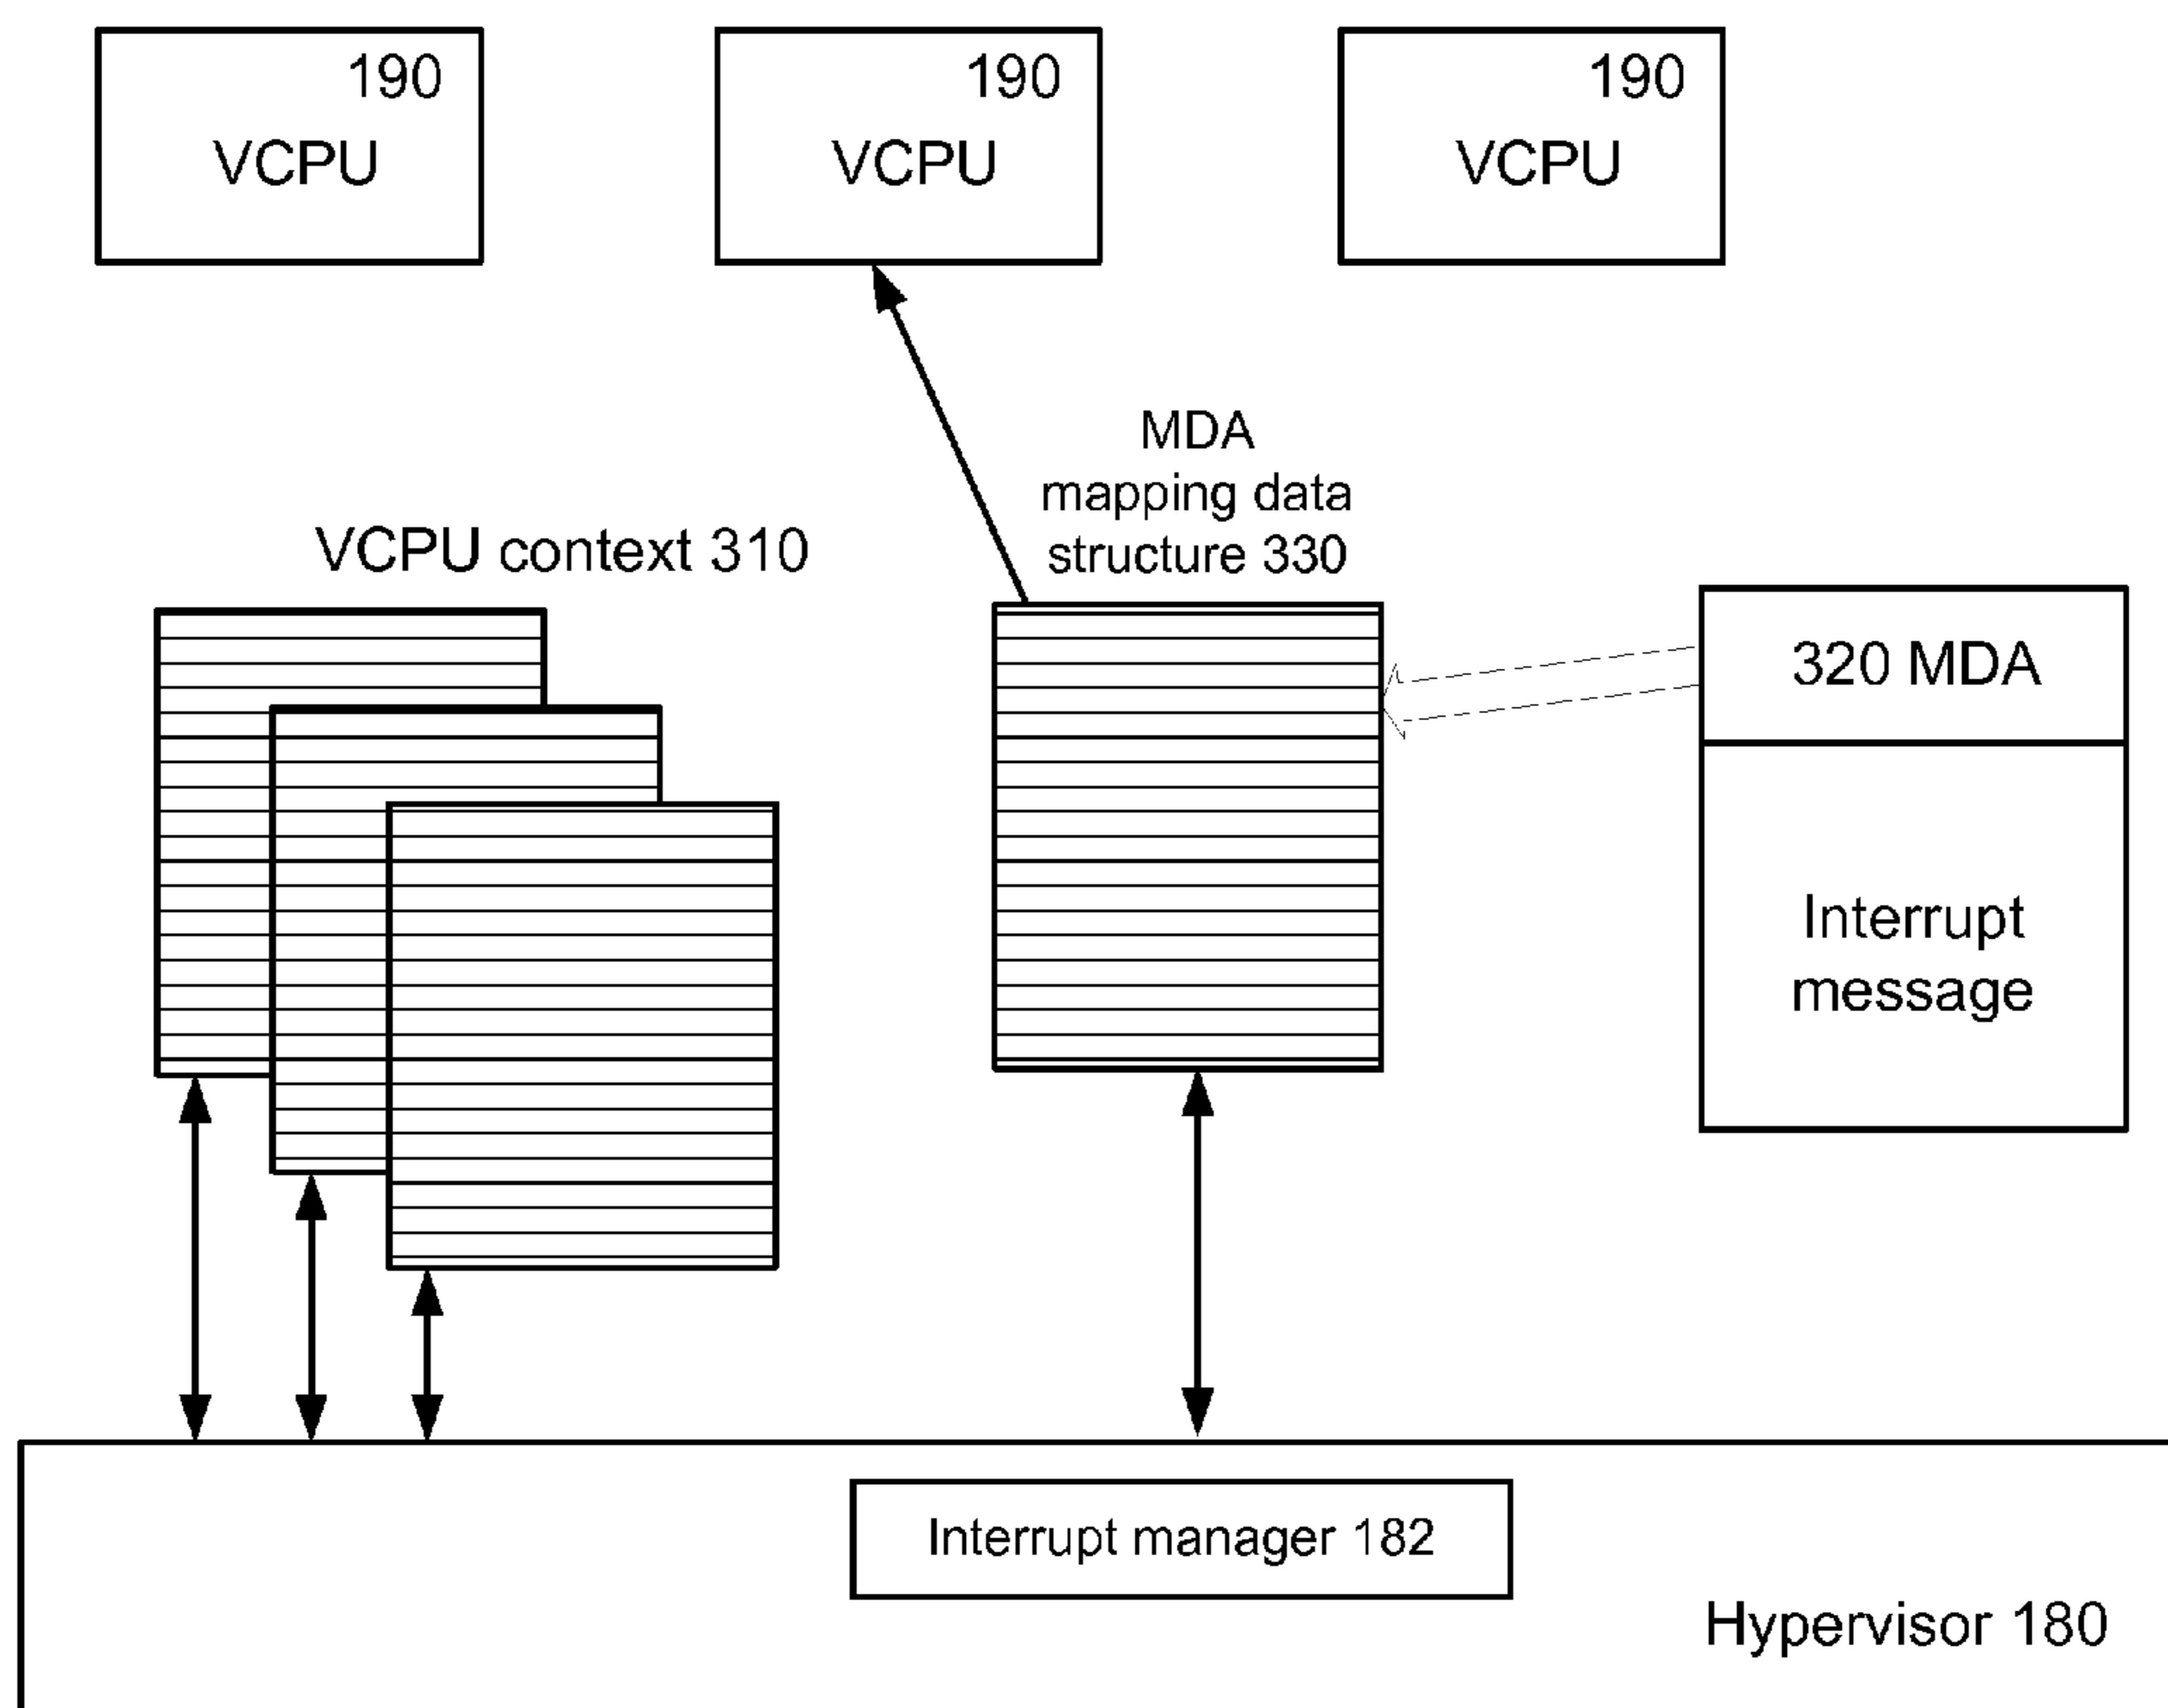 190
VCPU
190
VCPU
190
VCPU
MDA
mapping data
structure 330
VCPU context 310
320 MDA
Interrupt
message
Interrupt manager 182
Hypervisor 180